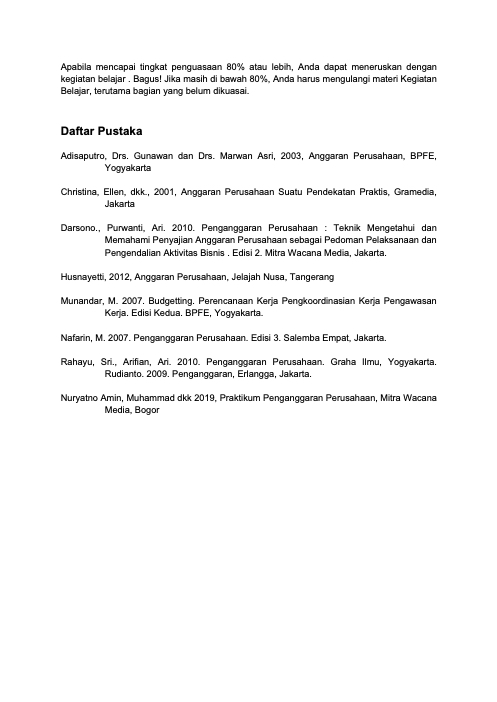 Apabila mencapai tingkat penguasaan 80% atau lebih, Anda dapat meneruskan dengan
kegiatan belajar . Bagus! Jika masih di bawah 80%, Anda harus mengulangi materi Kegiatan
Belajar, terutama bagian yang belum dikuasai.
Daftar Pustaka
Adisaputro, Drs. Gunawan dan Drs. Marwan Asri, 2003, Anggaran Perusahaan, BPFE,
Yogyakarta
Christina, Ellen, dkk., 2001, Anggaran Perusahaan Suatu Pendekatan Praktis, Gramedia,
Jakarta
Darsono., Purwanti, Ari. 2010. Penganggaran Perusahaan : Teknik Mengetahui dan
Memahami Penyajian Anggaran Perusahaan sebagai Pedoman Pelaksanaan dan
Pengendalian Aktivitas Bisnis . Edisi 2. Mitra Wacana Media, Jakarta.
Husnayetti, 2012, Anggaran Perusahaan, Jelajah Nusa, Tangerang
Munandar, M. 2007. Budgetting. Perencanaan Kerja Pengkoordinasian Kerja Pengawasan
Kerja. Edisi Kedua. BPFE, Yogyakarta.
Nafarin, M. 2007. Penganggaran Perusahaan. Edisi 3. Salemba Empat, Jakarta.
Rahayu, Sri., Arifian, Ari. 2010. Penganggaran Perusahaan. Graha Ilmu, Yogyakarta.
Rudianto. 2009. Penganggaran, Erlangga, Jakarta.
Nuryatno Amin, Muhammad dkk 2019, Praktikum Penganggaran Perusahaan, Mitra Wacana
Media, Bogor